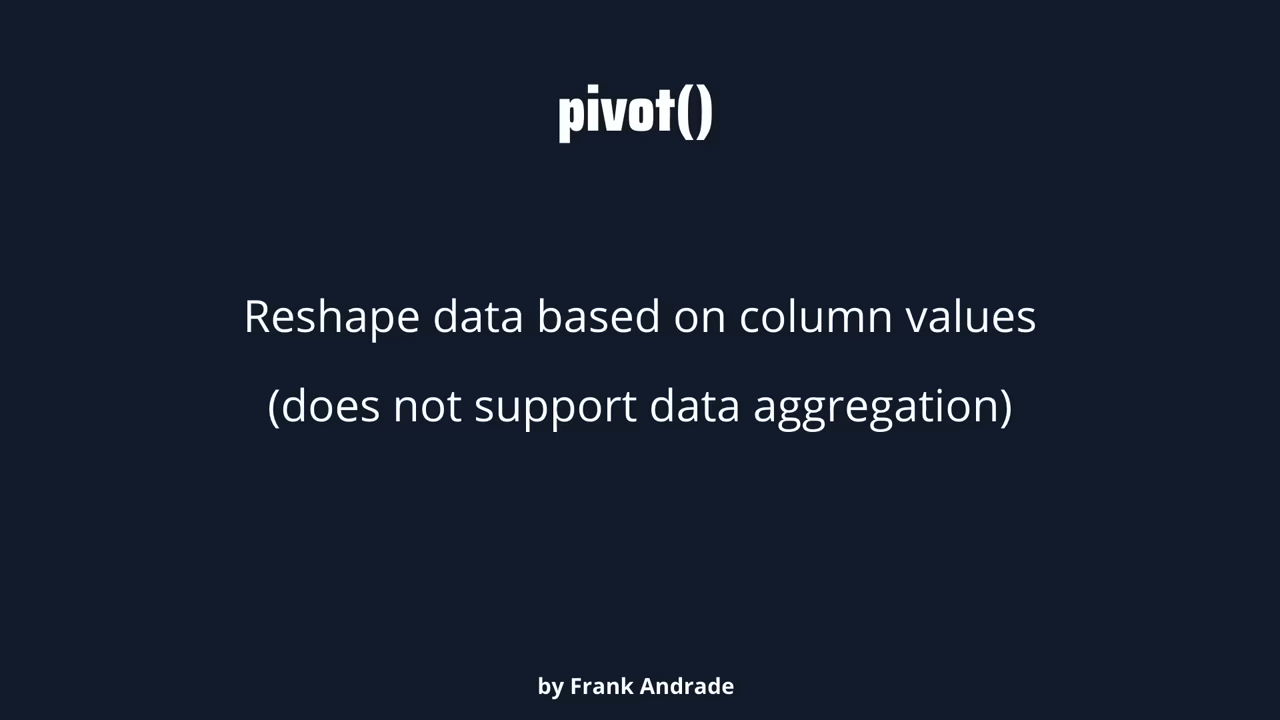 pivot()
Reshape data based on column values
(does not support data aggregation)
by Frank Andrade